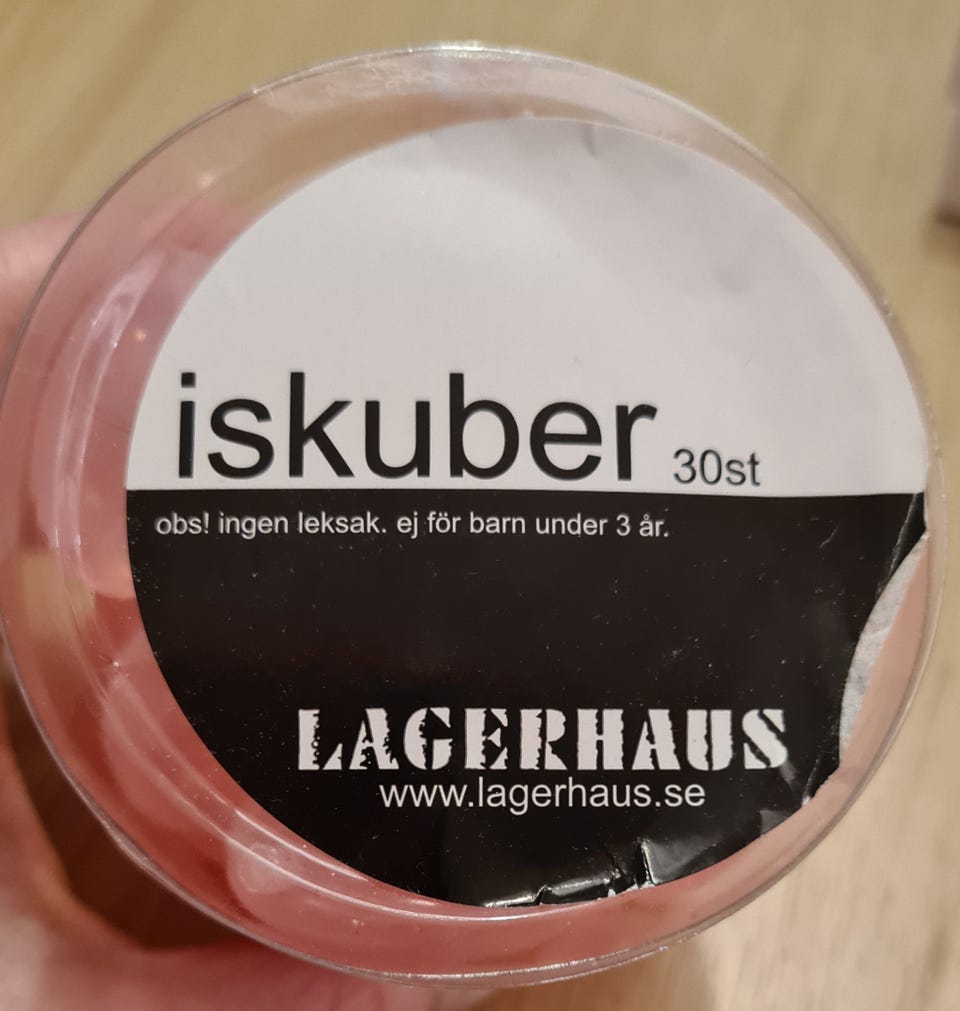 iskuber 30st
obs! ingen leksak. ej för barn under 3 år.
LAGERHAUS
www.lagerhaus.se